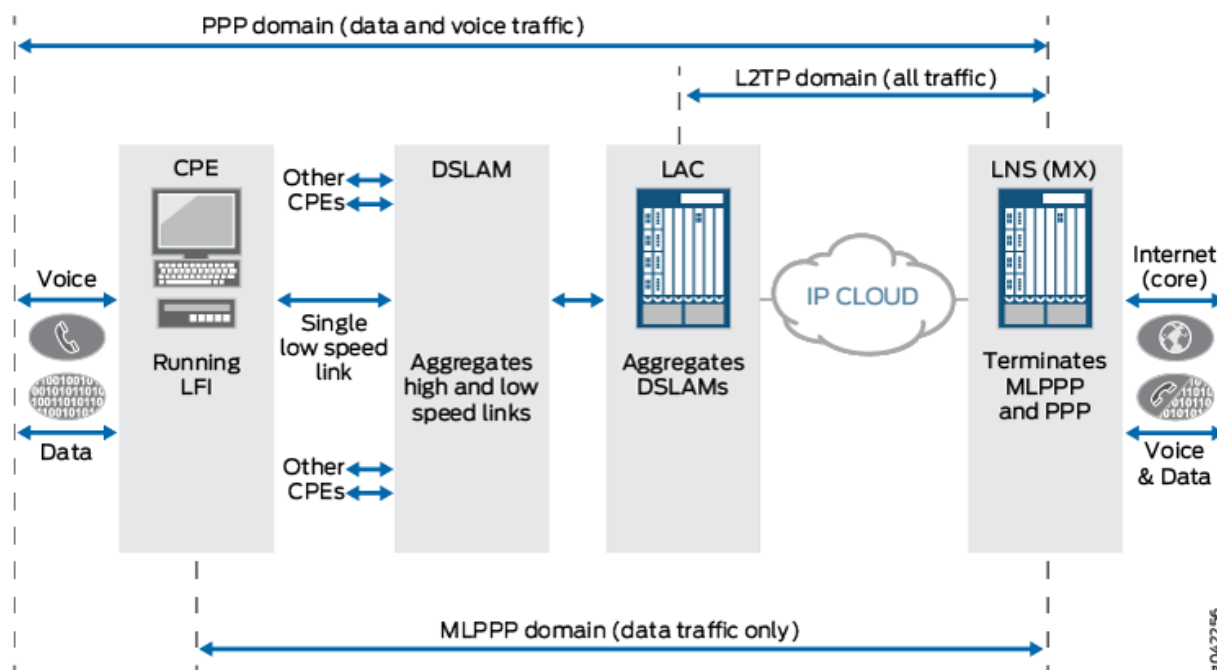 PPP domain (data and voice traffic)
L2TP domain (all traffic)
CPE
DSLAM
LAC
LNS (MX)
Other
CPEs
Voice
Data
Running
LFI
Single
low speed
link
Other
CPEs
Aggregates
high and low
speed links
Aggregates
DSLAMs
IP CLOUD
Terminates
MLPPP
and PPP
Internet
(core)
Voice
& Data
MLPPP domain (data traffic only)